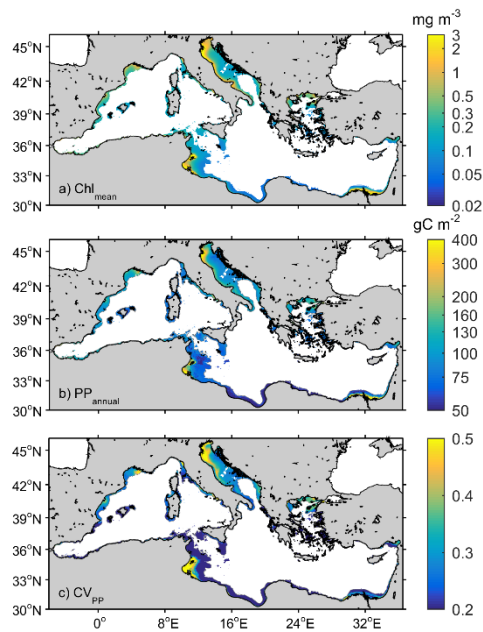 mg m⁻³
45°N
42°N
39°N
36°N
33°N
30°N
a) Chl_mean
3
2
1
0.5
0.3
0.2
0.1
0.05
0.02
gC m⁻²
45°N
42°N
39°N
36°N
33°N
30°N
b) PP_annual
400
300
200
160
130
100
75
50
45°N
42°N
39°N
36°N
33°N
30°N
c) CV_PP
0.5
0.4
0.3
0.2
0°
8°E
16°E
24°E
32°E